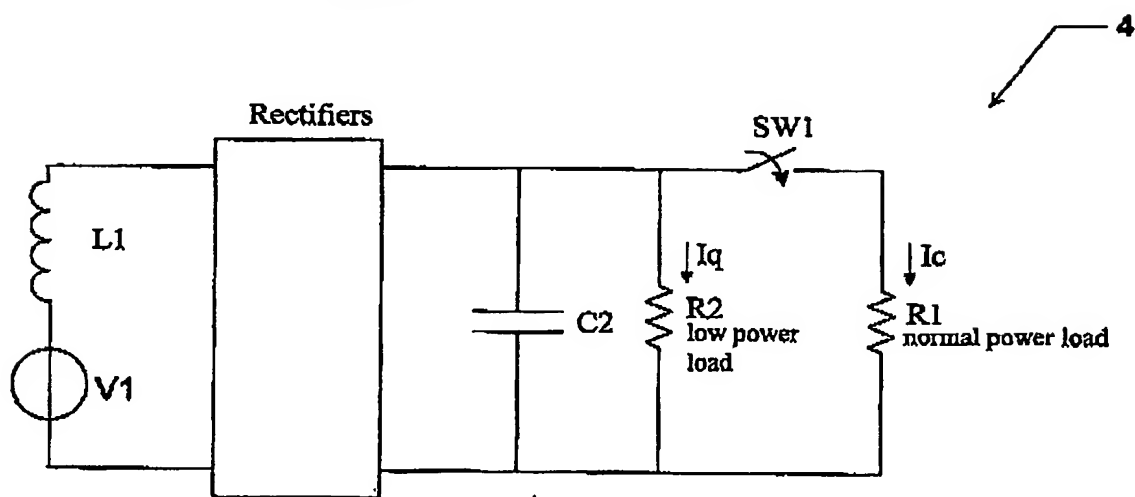 4
Rectifiers
SW1
L1
Iq
Ic
C2
R2
low power
load
R1
normal power load
V1